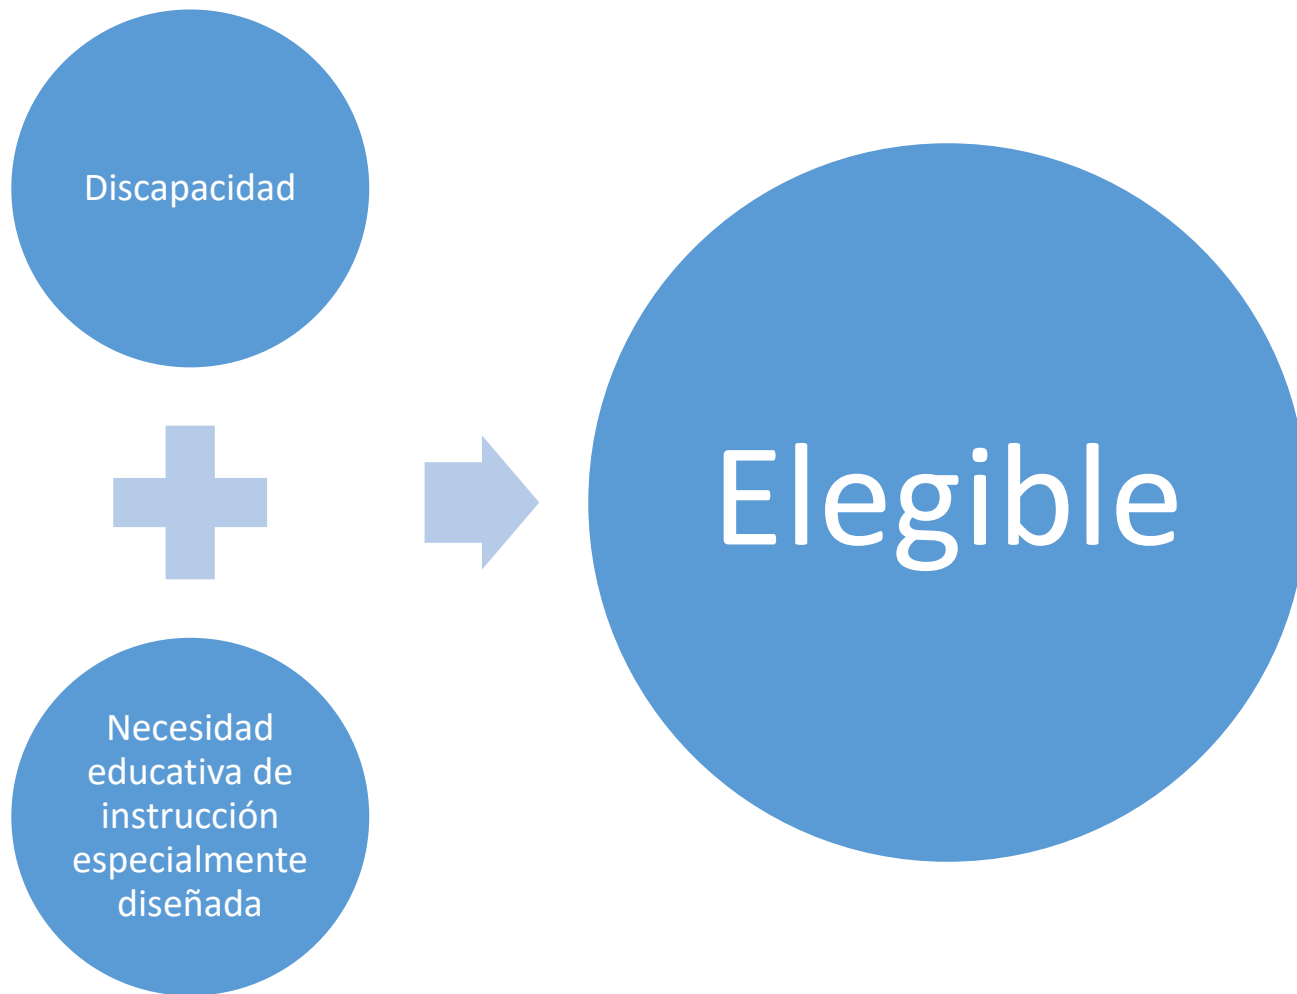 Discapacidad
Elegible
Necesidad
educativa de
instrucción
especialmente
diseñada